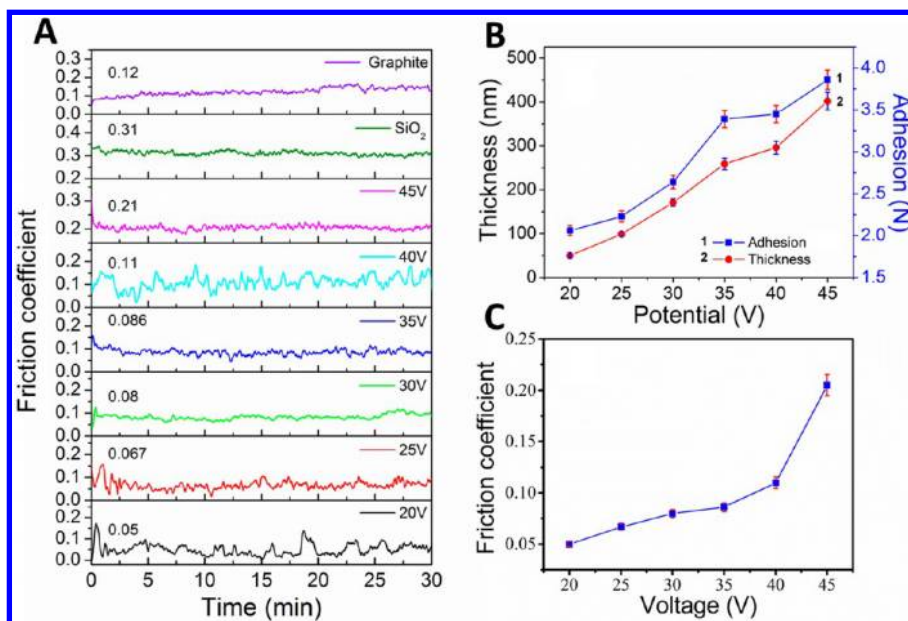 A
Friction coefficient
0.3
0.2
0.1
0.0
0.12
Graphite
0.4
0.3
0.2
0.31
SiO₂
0.3
0.2
0.21
45V
0.2
0.1
0.0
0.11
40V
0.2
0.1
0.0
0.086
35V
0.2
0.1
0.0
0.08
30V
0.2
0.1
0.0
0.067
25V
0.2
0.1
0.0
0.05
20V
0 5 10 15 20 25 30
Time (min)
B
Thickness (nm)
500
400
300
200
100
0
4.0
3.5
3.0
2.5
2.0
1.5
Adhesion (N)
1
2
1 Adhesion
2 Thickness
20 25 30 35 40 45
Potential (V)
C
Friction coefficient
0.25
0.20
0.15
0.10
0.05
20 25 30 35 40 45
Voltage (V)